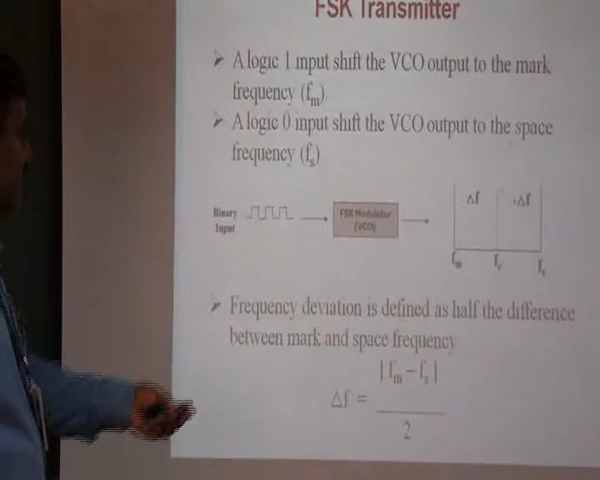 FSK Transmitter
➢ A logic 1 input shift the VCO output to the mark
frequency (fm).
➢ A logic 0 input shift the VCO output to the space
frequency (fs)
Binary
Input
FSK Modulator
(VCO)
Δf
+Δf
fm
fc
fs
➢ Frequency deviation is defined as half the difference
between mark and space frequency
Δf = |fm – fs|
2